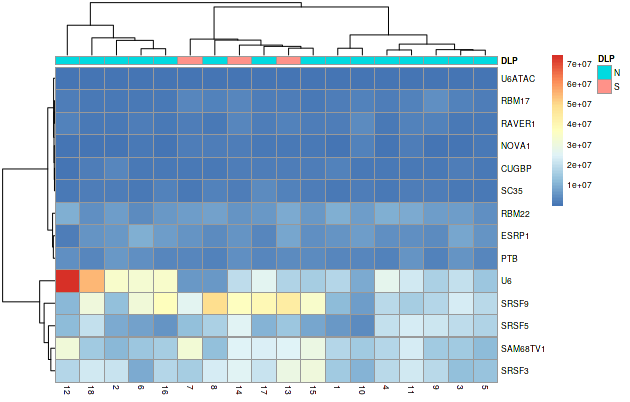 DLP
DLP
N
S
7e+07
6e+07
5e+07
4e+07
3e+07
2e+07
1e+07
U6ATAC
RBM17
RAVER1
NOVA1
CUGBP
SC35
RBM22
ESRP1
PTB
U6
SRSF9
SRSF5
SAM68TV1
SRSF3
12 18 2 6 16 7 8 14 17 13 15 1 10 4 11 9 3 5